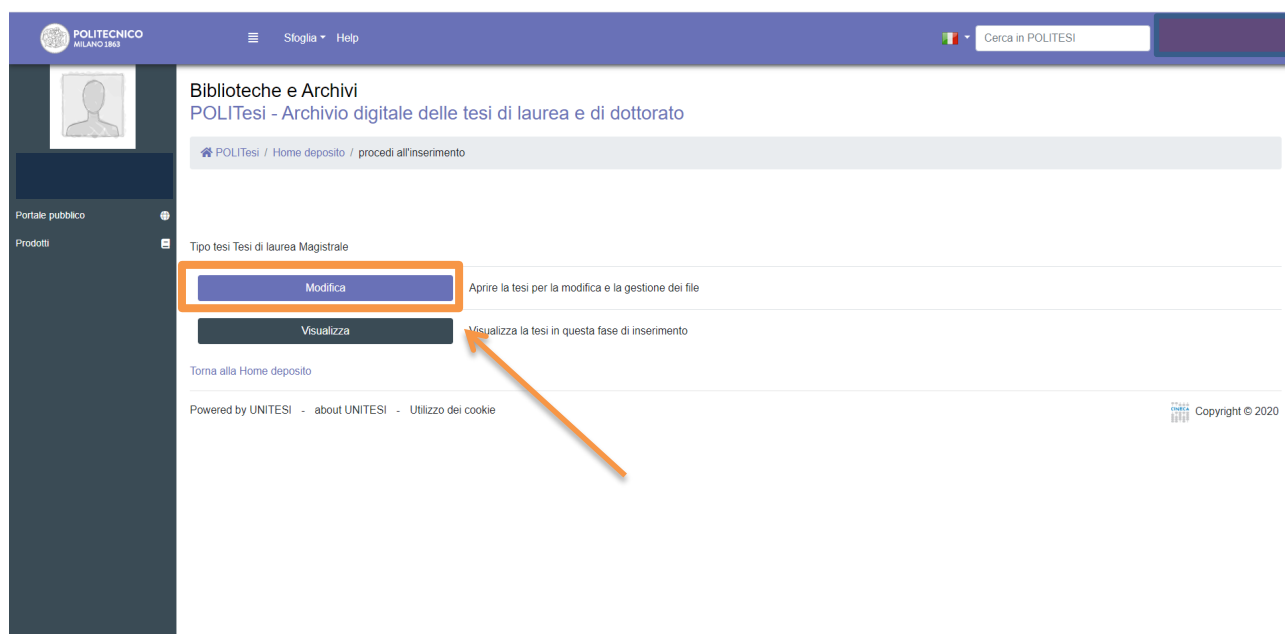 POLITECNICO
MILANO 1863
Sfoglia Help
Cerca in POLITESI
Biblioteche e Archivi
POLITesi - Archivio digitale delle tesi di laurea e di dottorato
POLITesi / Home deposito / procedi all'inserimento
Portale pubblico
Prodotti
Tipo tesi Tesi di laurea Magistrale
Modifica Aprire la tesi per la modifica e la gestione dei file
Visualizza Visualizza la tesi in questa fase di inserimento
Torna alla Home deposito
Powered by UNITESI - about UNITESI - Utilizzo dei cookie
CINECA Copyright © 2020